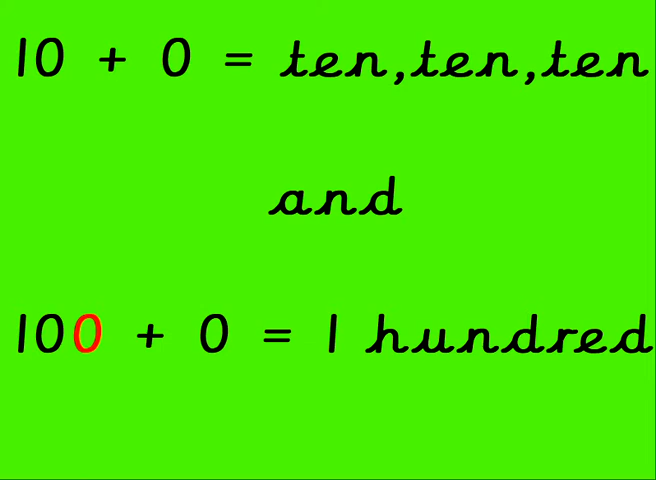 10 + 0 = ten,ten,ten
and
100 + 0 = 1 hundred